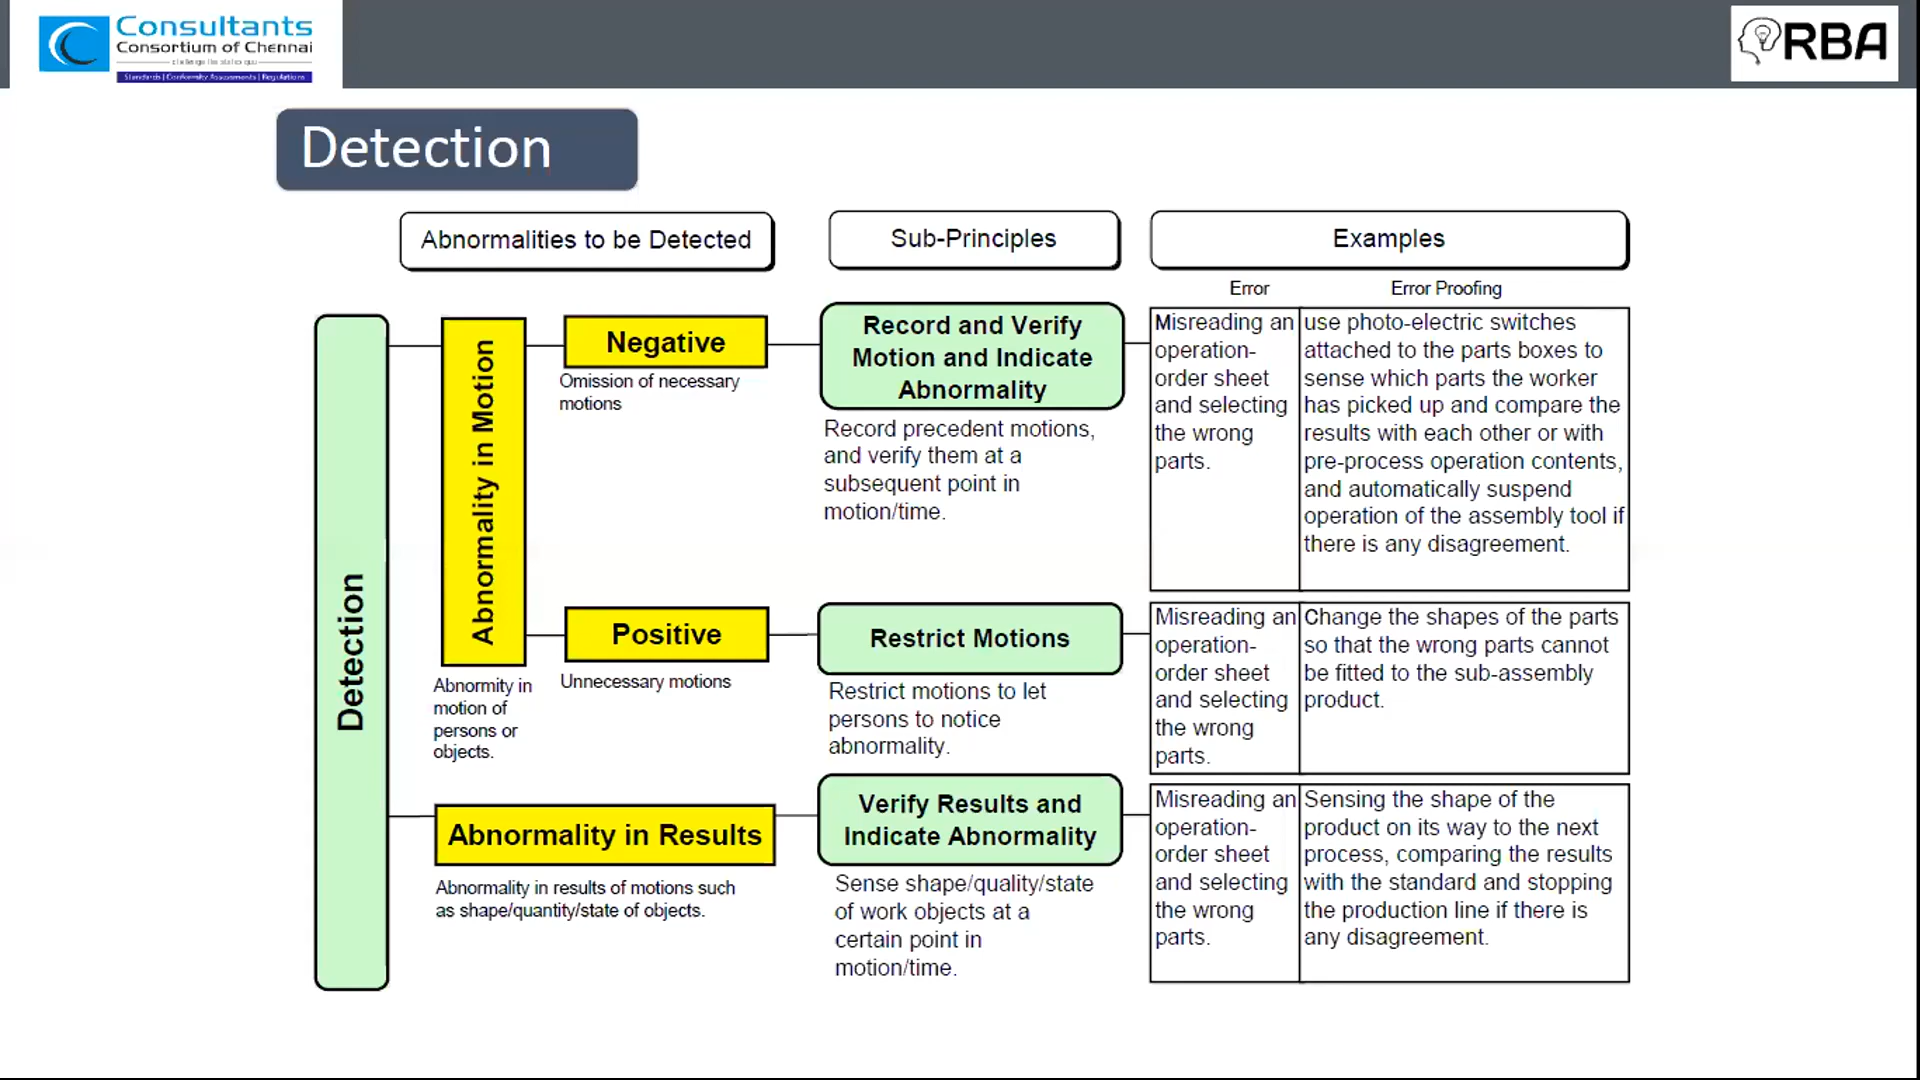 Consultants
Consortium of Chennai
Standards | Conformity Assessments | Regulations
RBA
Detection
Abnormalities to be Detected
Sub-Principles
Examples
Error
Error Proofing
Detection
Abnormality in Motion
Abnormity in
motion of
persons or
objects.
Negative
Omission of necessary
motions
Record and Verify
Motion and Indicate
Abnormality
Record precedent motions,
and verify them at a
subsequent point in
motion/time.
Misreading an
operation-
order sheet
and selecting
the wrong
parts.
use photo-electric switches
attached to the parts boxes to
sense which parts the worker
has picked up and compare the
results with each other or with
pre-process operation contents,
and automatically suspend
operation of the assembly tool if
there is any disagreement.
Positive
Unnecessary motions
Restrict Motions
Restrict motions to let
persons to notice
abnormality.
Misreading an
operation-
order sheet
and selecting
the wrong
parts.
Change the shapes of the parts
so that the wrong parts cannot
be fitted to the sub-assembly
product.
Abnormality in Results
Abnormality in results of motions such
as shape/quantity/state of objects.
Verify Results and
Indicate Abnormality
Sense shape/quality/state
of work objects at a
certain point in
motion/time.
Misreading an
operation-
order sheet
and selecting
the wrong
parts.
Sensing the shape of the
product on its way to the next
process, comparing the results
with the standard and stopping
the production line if there is
any disagreement.